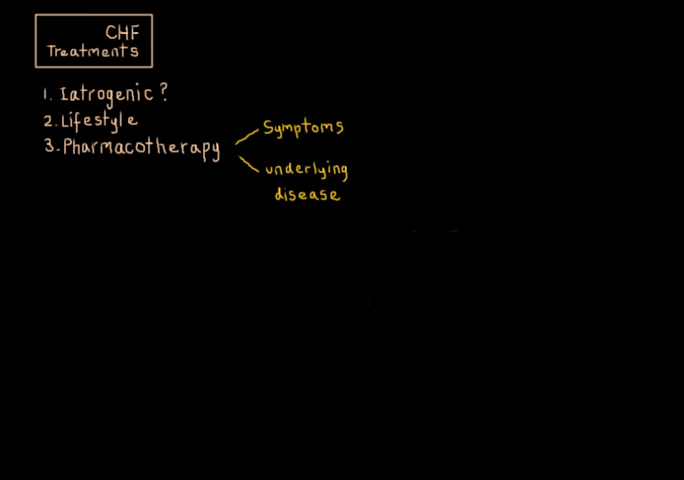 CHF
Treatments
1. Iatrogenic?
2. Lifestyle
3. Pharmacotherapy
Symptoms
underlying
disease